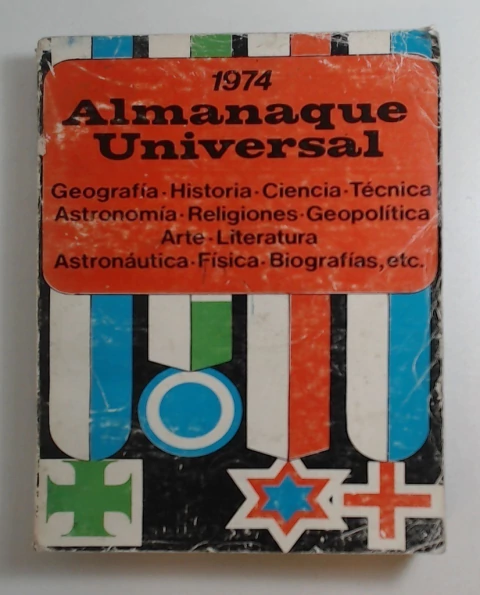 1974
Almanaque
Universal
Geografía·Historia·Ciencia·Técnica
Astronomía·Religiones·Geopolítica
Arte·Literatura
Astronáutica·Física·Biografías, etc.